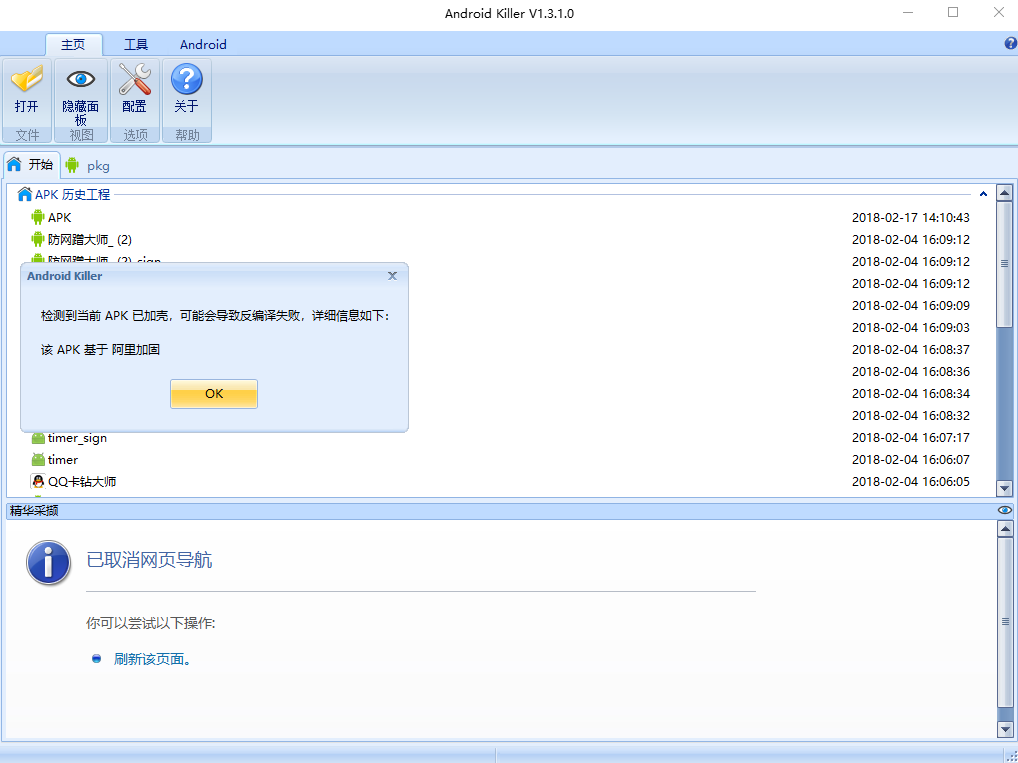 Android Killer V1.3.1.0
主页 工具 Android
打开 隐藏面板 配置 关于
文件 视图 选项 帮助
开始 pkg
APK 历史工程
APK 2018-02-17 14:10:43
防网蹭大师_ (2) 2018-02-04 16:09:12
防网蹭大师_ (2)_sign 2018-02-04 16:09:12
2018-02-04 16:09:12
2018-02-04 16:09:09
2018-02-04 16:09:03
2018-02-04 16:08:37
2018-02-04 16:08:36
2018-02-04 16:08:34
2018-02-04 16:08:32
Android Killer
检测到当前 APK 已加壳，可能会导致反编译失败，详细信息如下：
该 APK 基于 阿里加固
OK
timer_sign 2018-02-04 16:07:17
timer 2018-02-04 16:06:07
QQ卡钻大师 2018-02-04 16:06:05
精华采撷
已取消网页导航
你可以尝试以下操作:
刷新该页面。